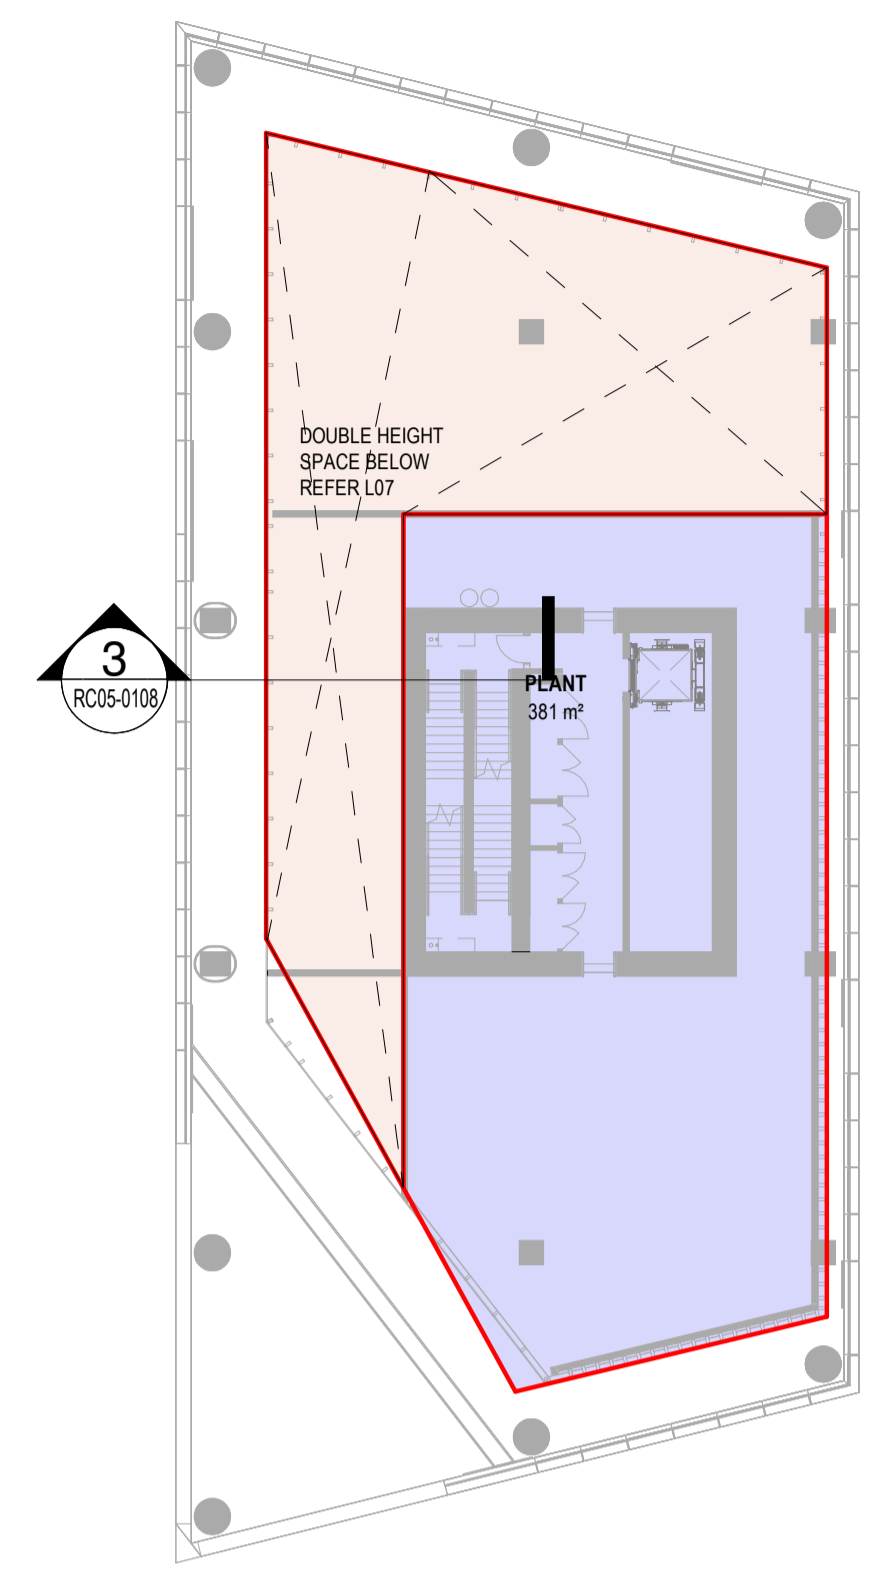 DOUBLE HEIGHT
SPACE BELOW
REFER L07
3
RC05-0108
PLANT
381 m²